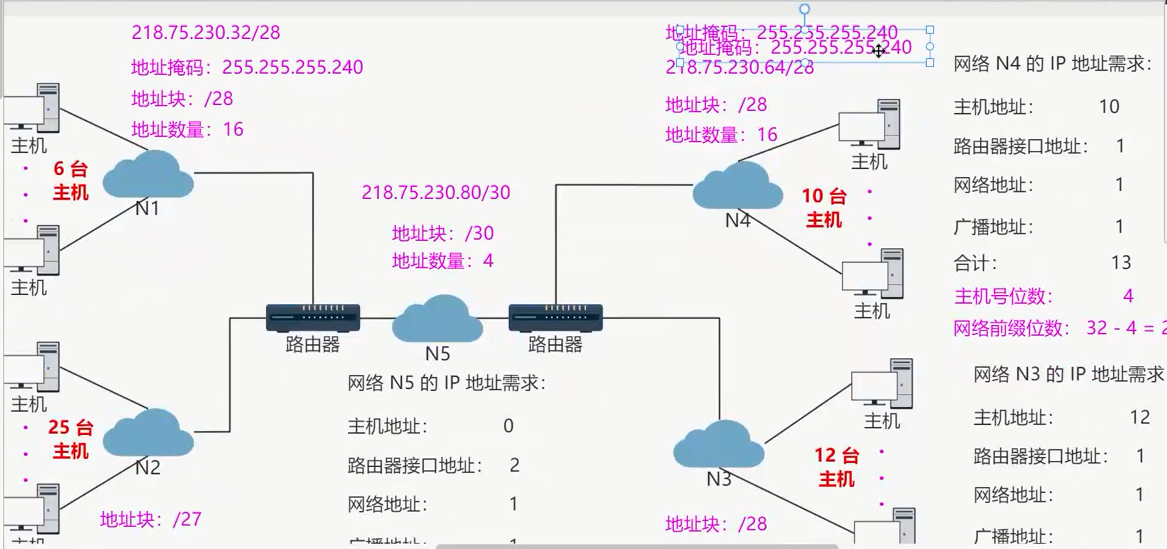 218.75.230.32/28
地址掩码：255.255.255.240
地址块：/28
地址数量：16
主机
6 台
主机
N1
主机
218.75.230.80/30
地址块：/30
地址数量：4
地址掩码：255.255.255.240
地址掩码：255.255.255.240
218.75.230.64/28
地址块：/28
地址数量：16
主机
10 台
主机
N4
主机
网络 N4 的 IP 地址需求：
主机地址： 10
路由器接口地址： 1
网络地址： 1
广播地址： 1
合计： 13
主机号位数： 4
网络前缀位数： 32 - 4 = 2
路由器
N5
路由器
主机
25 台
主机
N2
主机
地址块：/27
网络 N5 的 IP 地址需求：
主机地址： 0
路由器接口地址： 2
网络地址： 1
广播地址： 1
主机
12 台
主机
N3
地址块：/28
网络 N3 的 IP 地址需求
主机地址： 12
路由器接口地址： 1
网络地址： 1
广播地址： 1